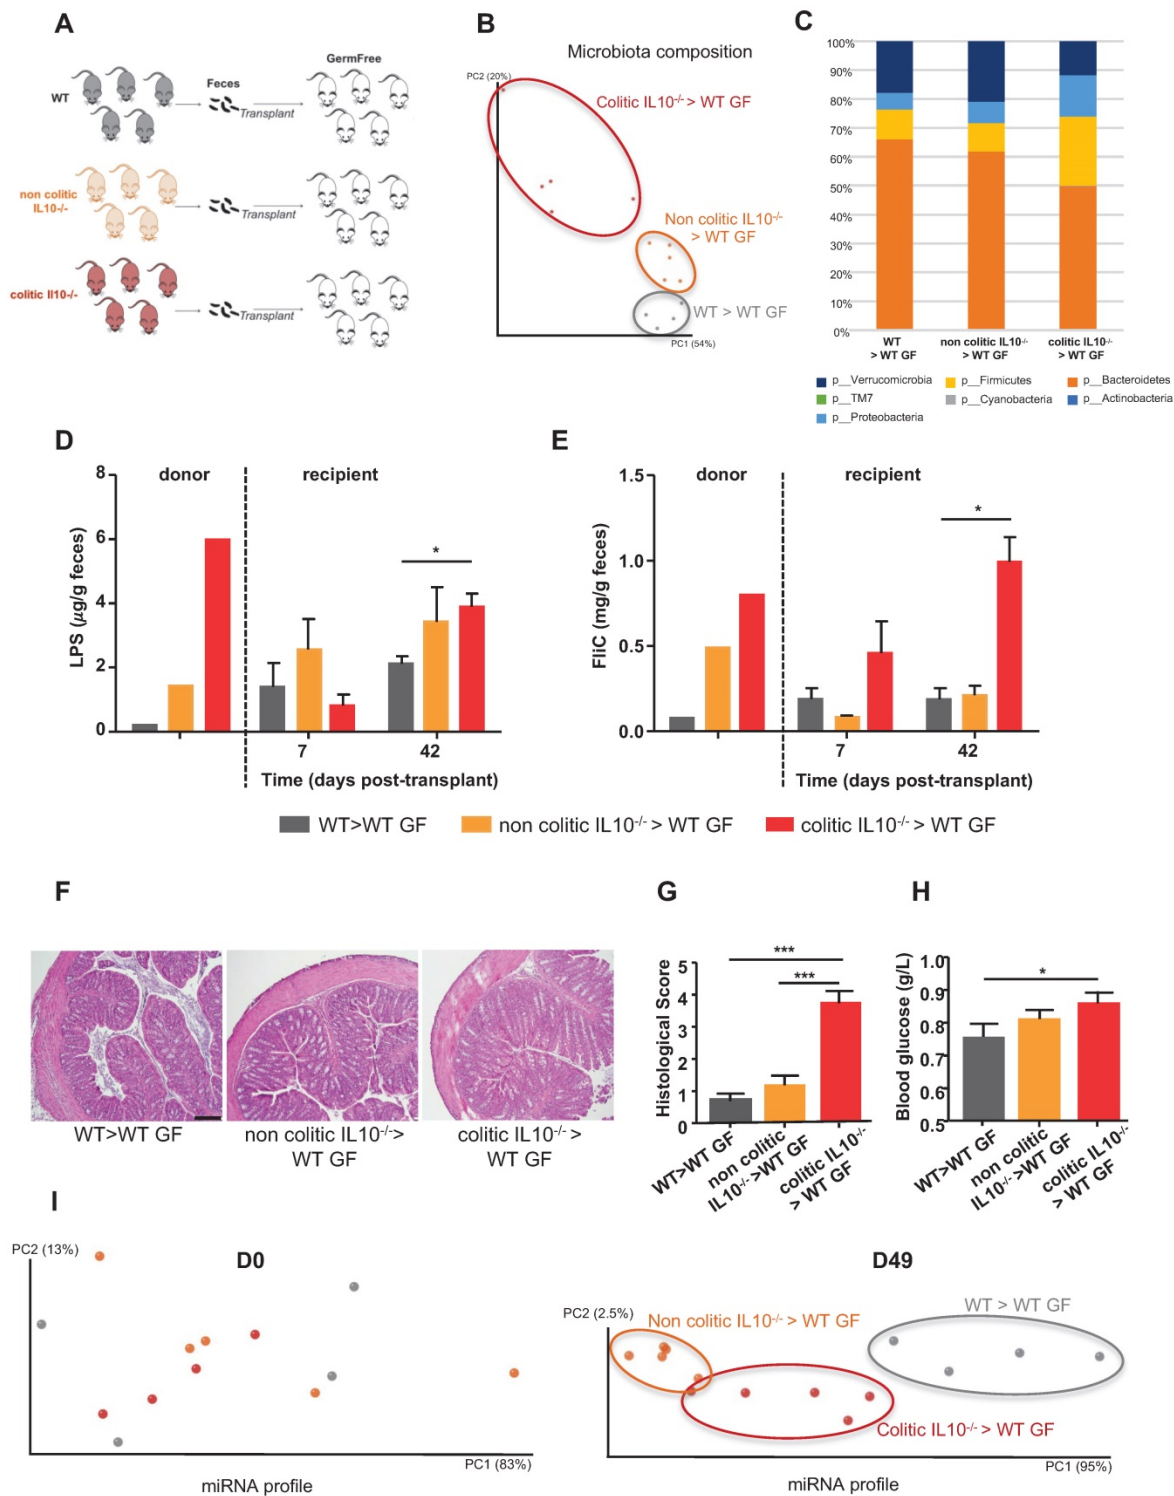 A
GermFree
WT
Feces
Transplant
non colitic
IL10-/-
Transplant
colitic Il10-/-
Transplant
B
Microbiota composition
PC2 (20%)
Colitic IL10-/- > WT GF
Non colitic IL10-/-
> WT GF
WT > WT GF
PC1 (54%)
C
100%
90%
80%
70%
60%
50%
40%
30%
20%
10%
0%
WT
> WT GF
non colitic IL10-/-
> WT GF
colitic IL10-/-
> WT GF
p__Verrucomicrobia
p__Firmicutes
p__Bacteroidetes
p__TM7
p__Cyanobacteria
p__Actinobacteria
p__Proteobacteria
D
donor
recipient
LPS (µg/g feces)
8
6
4
2
0
*
7
42
Time (days post-transplant)
E
donor
recipient
FliC (mg/g feces)
1.5
1.0
0.5
0.0
*
7
42
Time (days post-transplant)
WT>WT GF
non colitic IL10-/- > WT GF
colitic IL10-/- > WT GF
F
WT>WT GF
non colitic IL10-/->
WT GF
colitic IL10-/- >
WT GF
G
Histological Score
5
4
3
2
1
0
***
***
WT>WT GF
non colitic
IL10-/->WT GF
colitic IL10-/-
> WT GF
H
Blood glucose (g/L)
1.0
0.9
0.8
0.7
0.6
0.5
*
WT>WT GF
non colitic
IL10-/->WT GF
colitic IL10-/-
> WT GF
I
PC2 (13%)
D0
PC1 (83%)
miRNA profile
D49
PC2 (2.5%)
Non colitic IL10-/- > WT GF
WT > WT GF
Colitic IL10-/- > WT GF
PC1 (95%)
miRNA profile